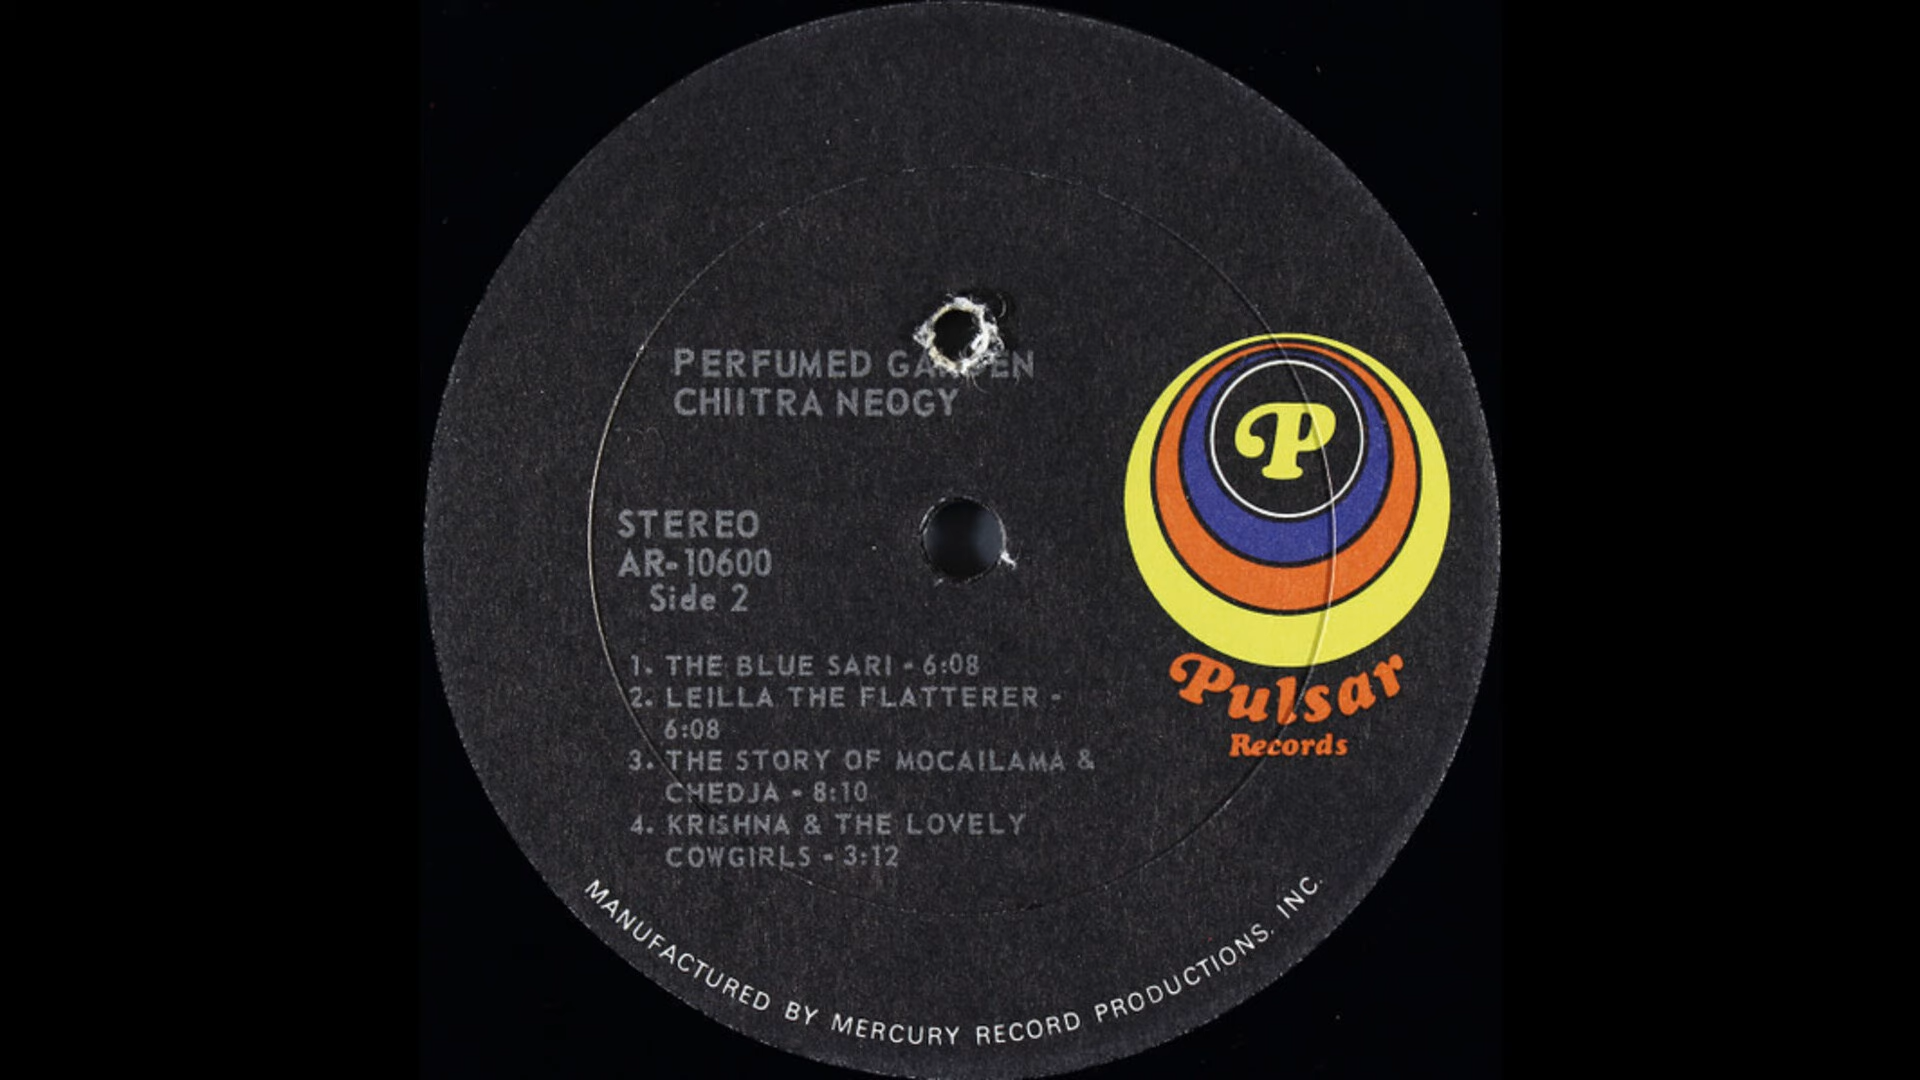 PERFUMED GARDEN
CHIITRA NEOGY
STEREO
AR-10600
Side 2
1. THE BLUE SARI - 6:08
2. LEILLA THE FLATTERER -
6:08
3. THE STORY OF MOCAILAMA &
CHEDJA - 8:10
4. KRISHNA & THE LOVELY
COWGIRLS - 3:12
P
Pulsar
Records
MANUFACTURED BY MERCURY RECORD PRODUCTIONS. INC.